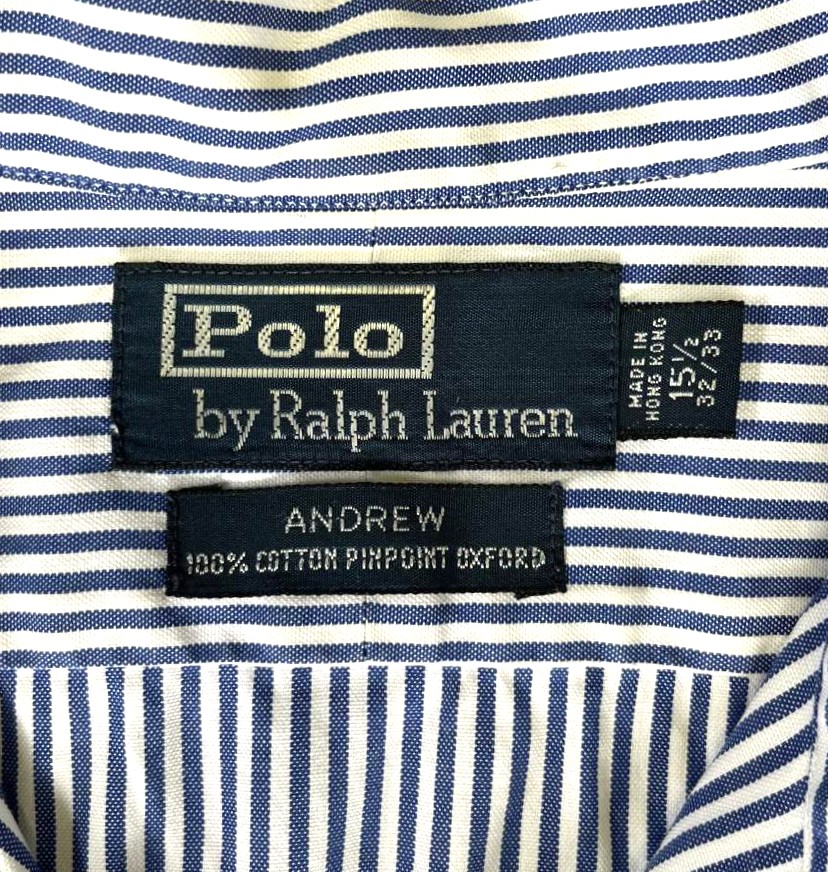 Polo
by Ralph Lauren
MADE IN
HONG KONG
15½
32/33
ANDREW
100% COTTON PINPOINT OXFORD